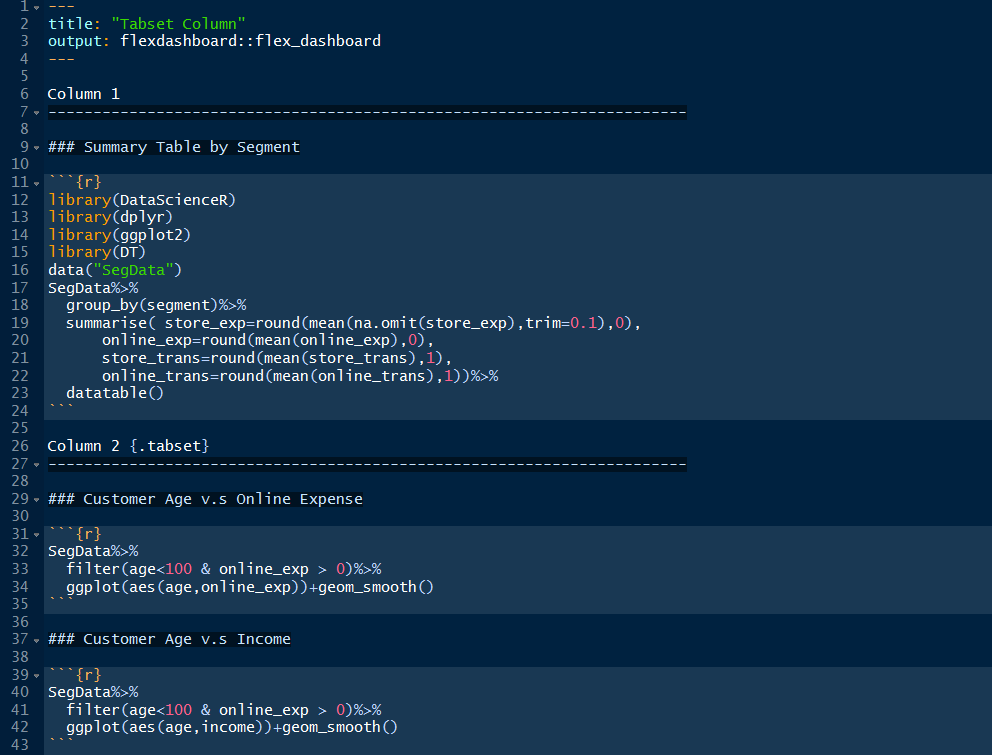 1 ---
2 title: "Tabset Column"
3 output: flexdashboard::flex_dashboard
4 ---
5
6 Column 1
7 -----------------------------------------------------------------------
8
9 ### Summary Table by Segment
10
11 ```{r}
12 library(DataScienceR)
13 library(dplyr)
14 library(ggplot2)
15 library(DT)
16 data("SegData")
17 SegData%>%
18   group_by(segment)%>%
19   summarise( store_exp=round(mean(na.omit(store_exp),trim=0.1),0),
20       online_exp=round(mean(online_exp),0),
21       store_trans=round(mean(store_trans),1),
22       online_trans=round(mean(online_trans),1))%>%
23   datatable()
24 ```
25
26 Column 2 {.tabset}
27 -----------------------------------------------------------------------
28
29 ### Customer Age v.s Online Expense
30
31 ```{r}
32 SegData%>%
33   filter(age<100 & online_exp > 0)%>%
34   ggplot(aes(age,online_exp))+geom_smooth()
35 ```
36
37 ### Customer Age v.s Income
38
39 ```{r}
40 SegData%>%
41   filter(age<100 & online_exp > 0)%>%
42   ggplot(aes(age,income))+geom_smooth()
43 ```